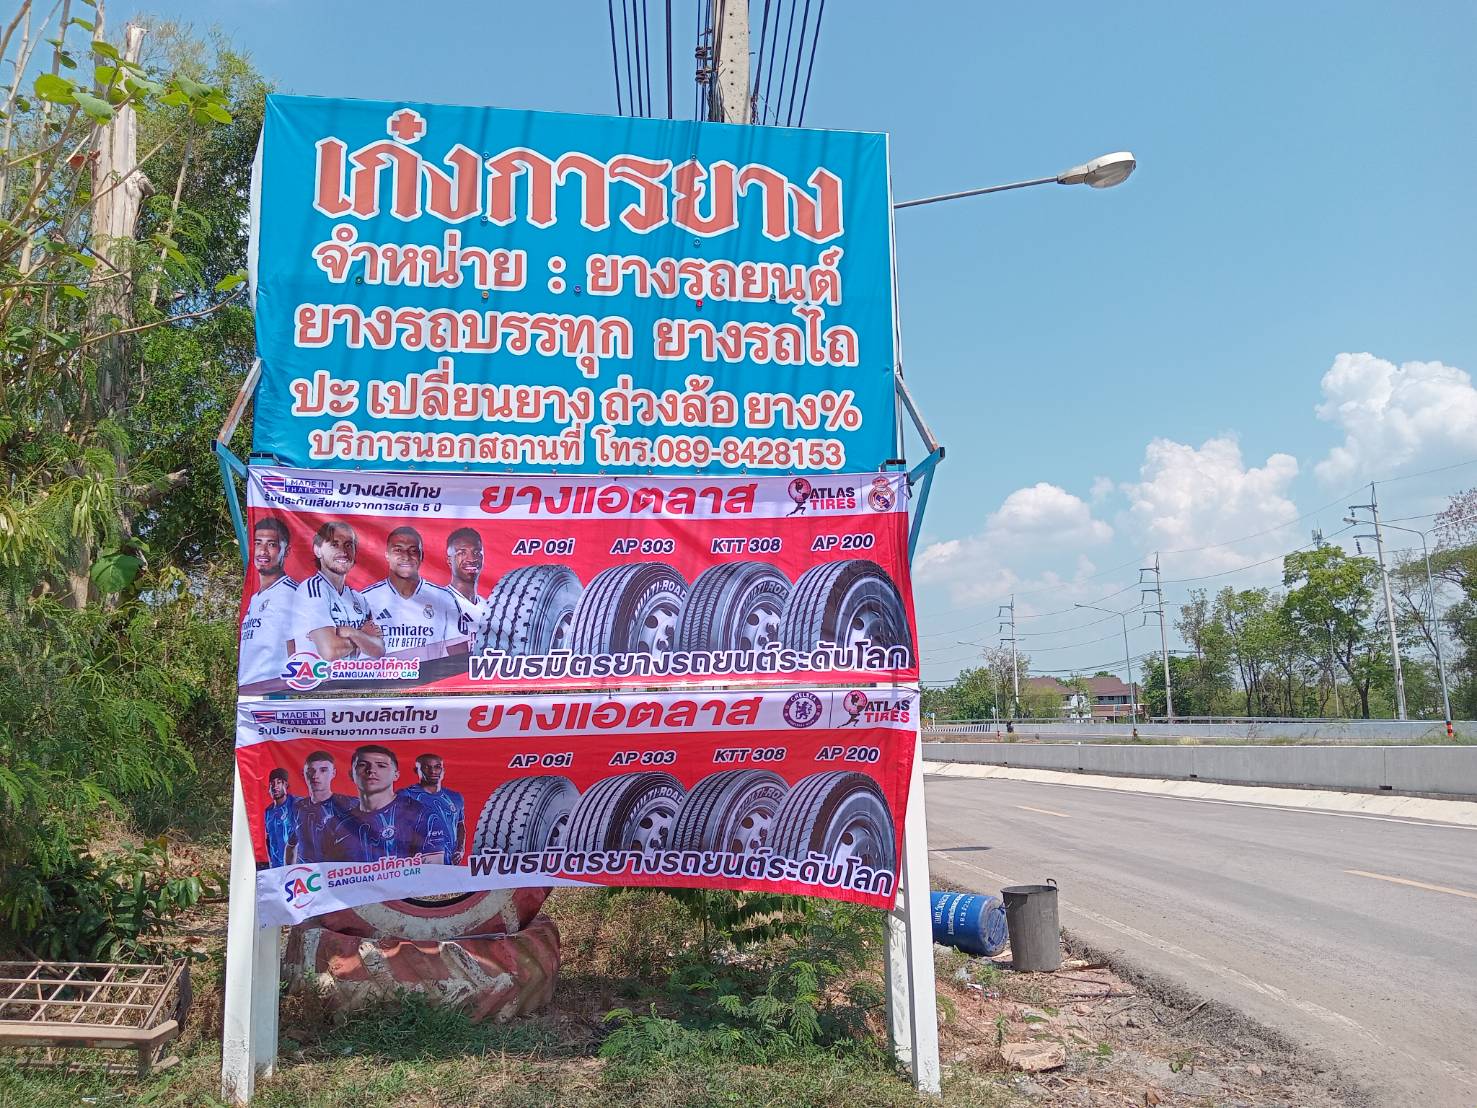 เก๋งการยาง
จำหน่าย : ยางรถยนต์
ยางรถบรรทุก ยางรถไถ
ปะ เปลี่ยนยาง ถ่วงล้อ ยาง%
บริการนอกสถานที่ โทร.089-8428153
MADE IN THAILAND ยางผลิตไทย ยางแอตลาส ATLAS TIRES
รับประกันเสียหายจากการผลิต 5 ปี
AP 09i AP 303 KTT 308 AP 200
MULTI-ROAD
Emirates
FLY BETTER
SAC สงวนออโต้คาร์
SANGUAN AUTO CAR
พันธมิตรยางรถยนต์ระดับโลก
MADE IN THAILAND ยางผลิตไทย ยางแอตลาส CHELSEA ATLAS TIRES
รับประกันเสียหายจากการผลิต 5 ปี
AP 09i AP 303 KTT 308 AP 200
MULTI-ROAD
SAC สงวนออโต้คาร์
SANGUAN AUTO CAR
พันธมิตรยางรถยนต์ระดับโลก